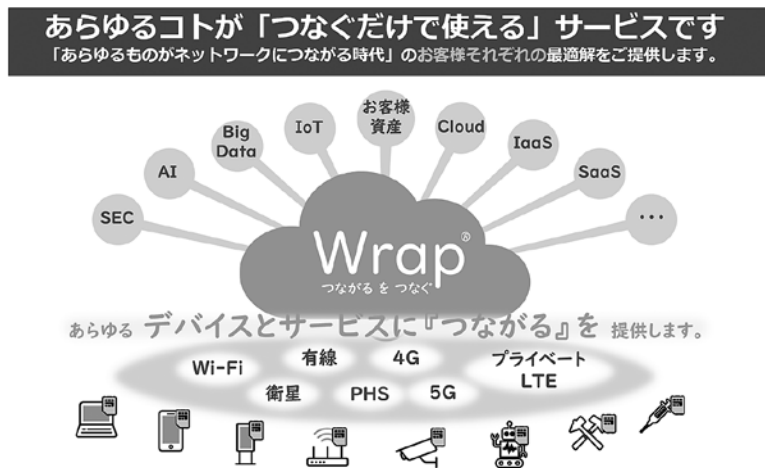 あらゆるコトが「つなぐだけで使える」サービスです
「あらゆるものがネットワークにつながる時代」のお客様それぞれの最適解をご提供します。
SEC
AI
Big
Data
IoT
お客様
資産
Cloud
IaaS
SaaS
…
Wrap®
つながる を つなぐ
あらゆる デバイスとサービスに『つながる』を 提供します。
Wi-Fi
有線
4G
プライベート
LTE
衛星
PHS
5G